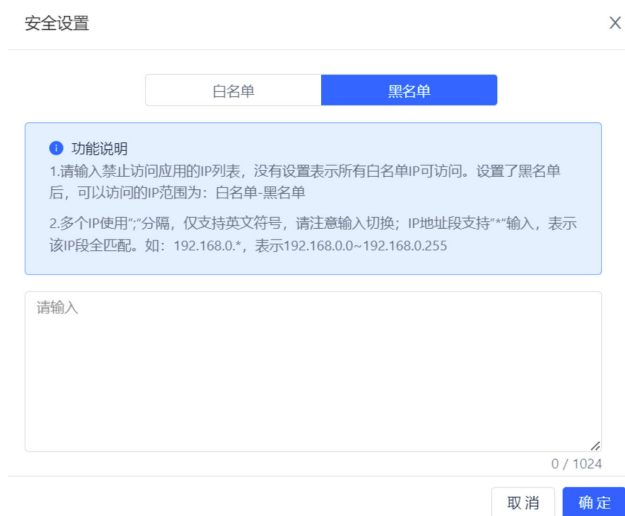 安全设置
白名单 黑名单
功能说明
1.请输入禁止访问应用的IP列表，没有设置表示所有白名单IP可访问。设置了黑名单
后，可以访问的IP范围为：白名单-黑名单
2.多个IP使用";"分隔，仅支持英文符号，请注意输入切换；IP地址段支持"*"输入，表示
该IP段全匹配。如：192.168.0.*，表示192.168.0.0~192.168.0.255
请输入
0 / 1024
取消 确定